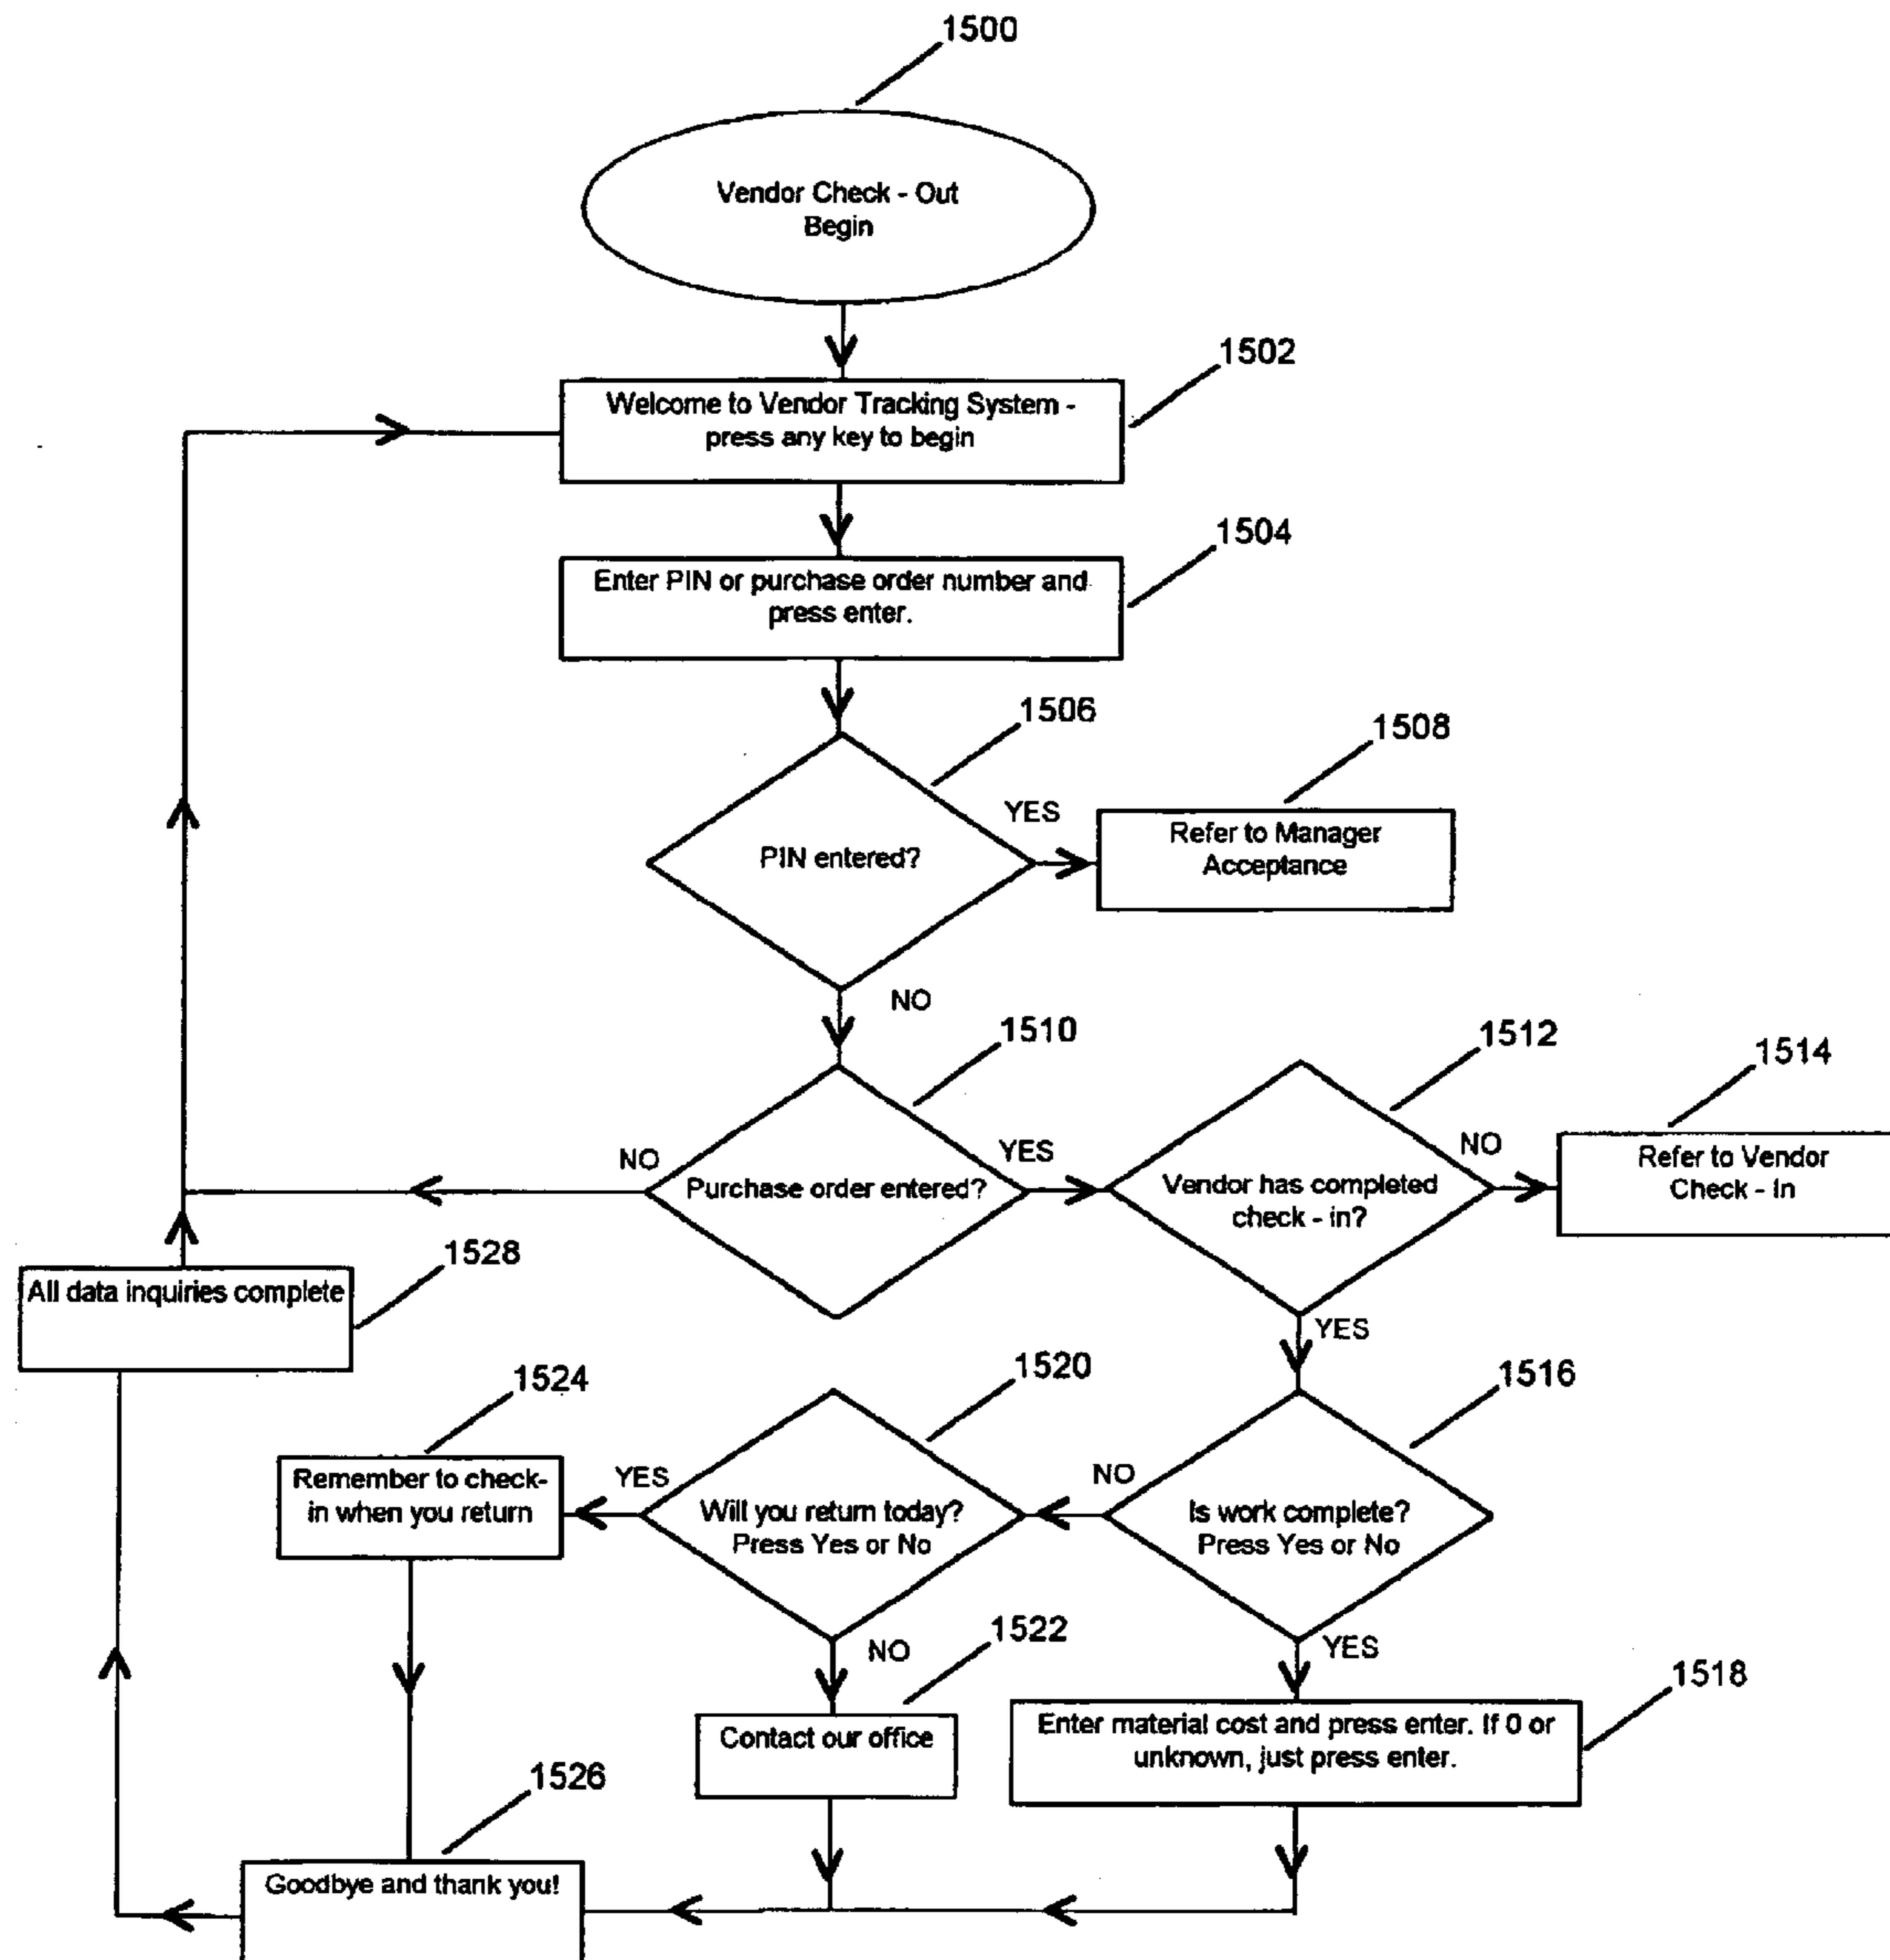 1500
Vendor Check - Out
Begin
1502
Welcome to Vendor Tracking System -
press any key to begin
1504
Enter PIN or purchase order number and
press enter.
1506
1508
YES
PIN entered?
Refer to Manager
Acceptance
NO
1510
1512
1514
NO
YES
NO
Purchase order entered?
Vendor has completed
check - in?
Refer to Vendor
Check - In
1528
All data inquiries complete
YES
1524
1520
1516
Remember to check-
in when you return
YES
NO
Will you return today?
Press Yes or No
Is work complete?
Press Yes or No
1522
NO
YES
1518
Contact our office
Enter material cost and press enter. If 0 or
unknown, just press enter.
1526
Goodbye and thank you!